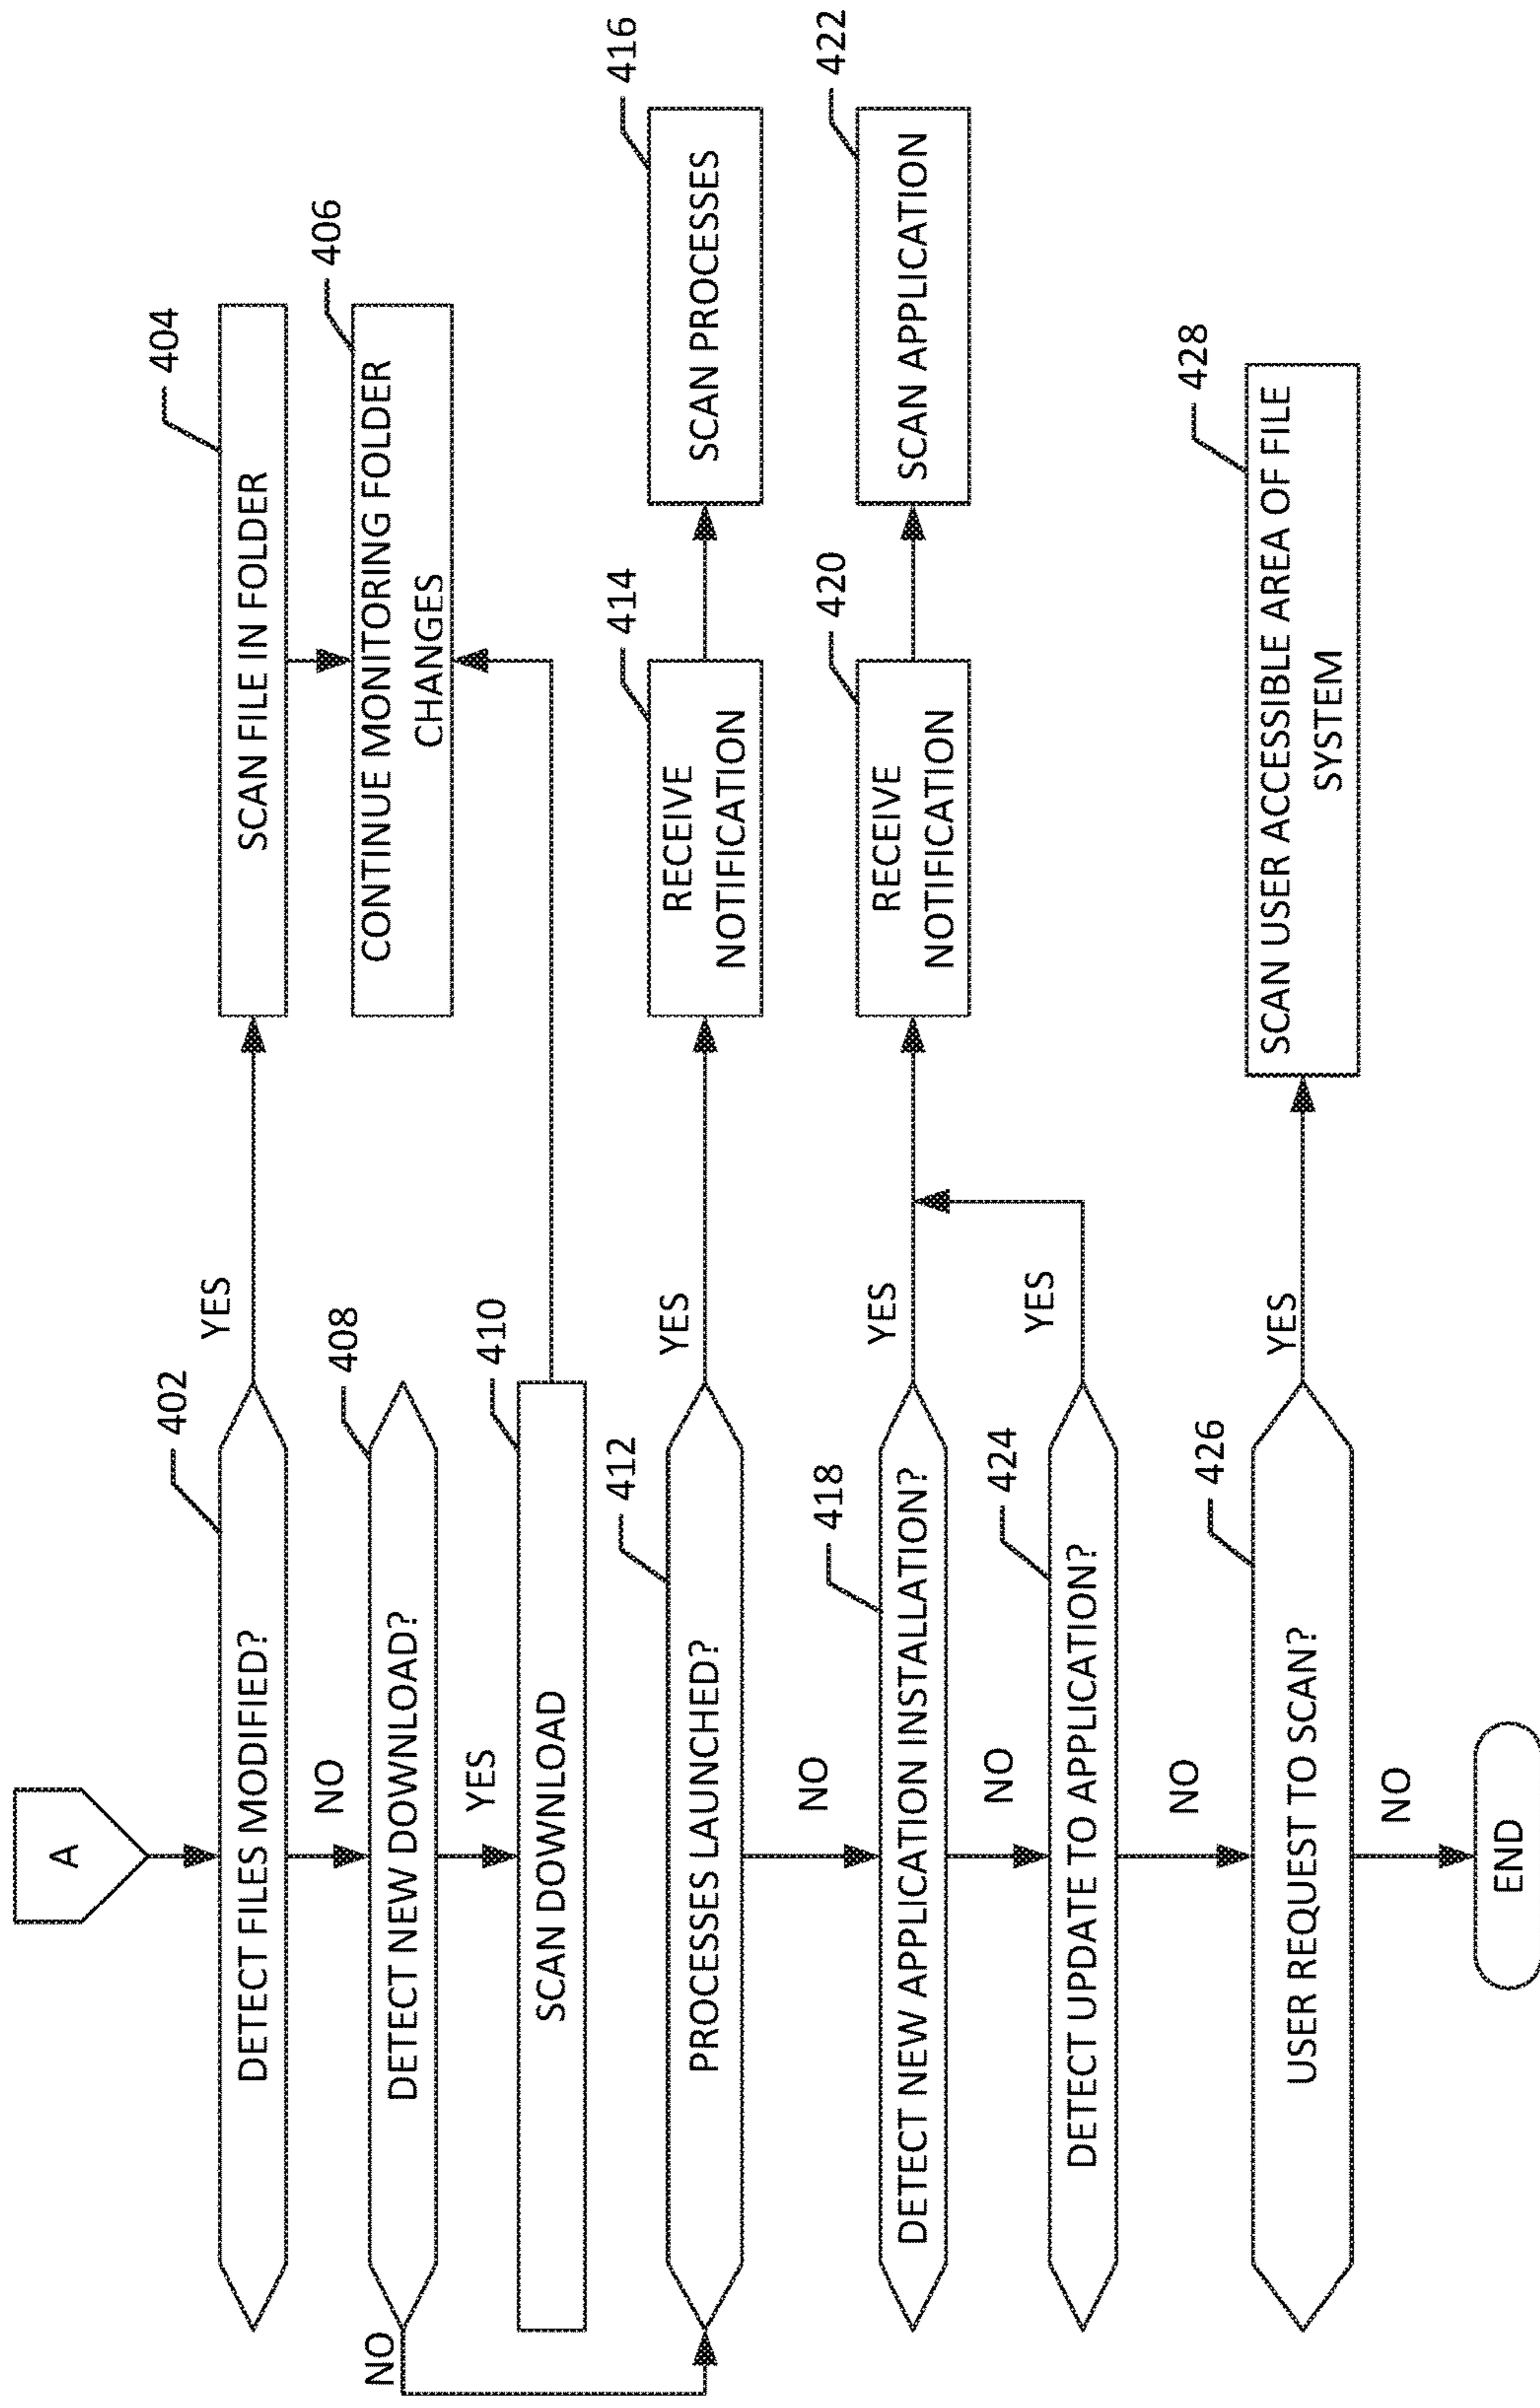 A
DETECT FILES MODIFIED?
402
YES
SCAN FILE IN FOLDER
404
NO
CONTINUE MONITORING FOLDER
CHANGES
406
DETECT NEW DOWNLOAD?
408
NO
YES
SCAN DOWNLOAD
410
PROCESSES LAUNCHED?
412
YES
RECEIVE
NOTIFICATION
414
SCAN PROCESSES
416
NO
DETECT NEW APPLICATION INSTALLATION?
418
YES
RECEIVE
NOTIFICATION
420
SCAN APPLICATION
422
NO
DETECT UPDATE TO APPLICATION?
424
YES
NO
USER REQUEST TO SCAN?
426
YES
SCAN USER ACCESSIBLE AREA OF FILE
SYSTEM
428
NO
END